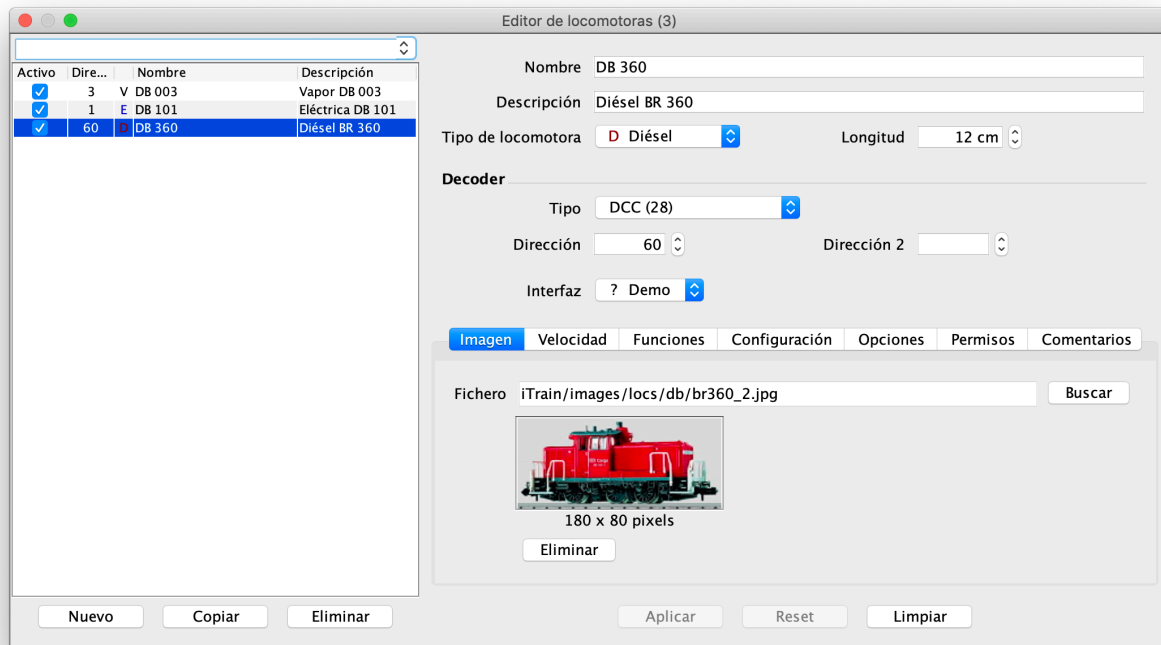 Editor de locomotoras (3)
Activo Dire... Nombre Descripción
3 V DB 003 Vapor DB 003
1 E DB 101 Eléctrica DB 101
60 D DB 360 Diésel BR 360
Nuevo Copiar Eliminar
Nombre DB 360
Descripción Diésel BR 360
Tipo de locomotora D Diésel Longitud 12 cm
Decoder
Tipo DCC (28)
Dirección 60 Dirección 2
Interfaz ? Demo
Imagen Velocidad Funciones Configuración Opciones Permisos Comentarios
Fichero iTrain/images/locs/db/br360_2.jpg Buscar
180 x 80 pixels
Eliminar
Aplicar Reset Limpiar